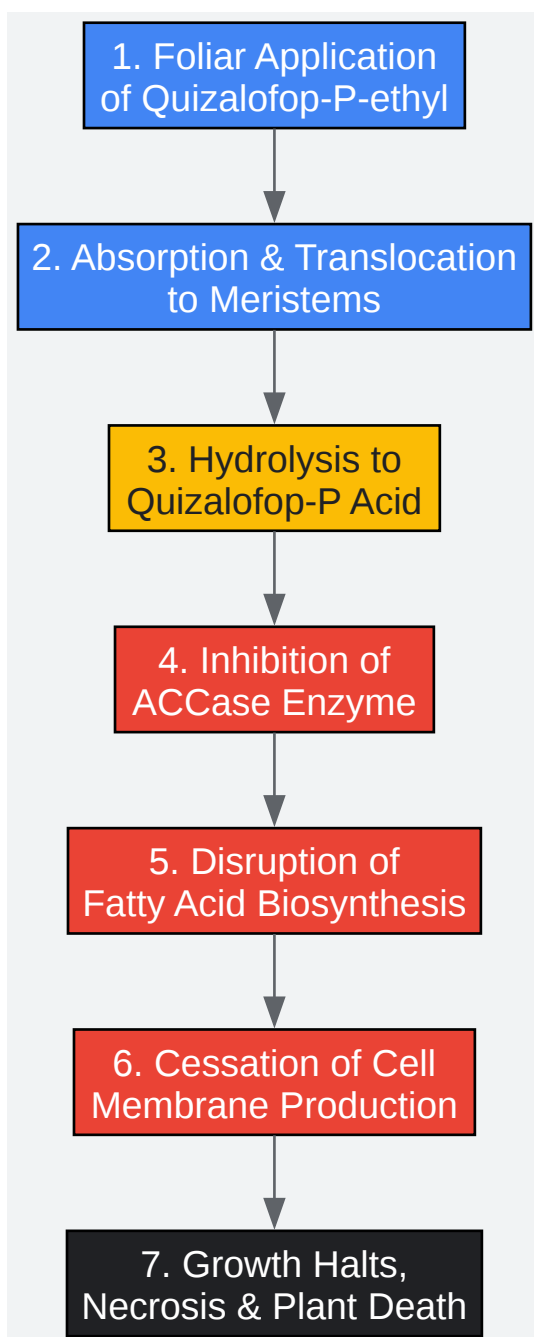 1. Foliar Application
of Quizalofop-P-ethyl
2. Absorption & Translocation
to Meristems
3. Hydrolysis to
Quizalofop-P Acid
4. Inhibition of
ACCase Enzyme
5. Disruption of
Fatty Acid Biosynthesis
6. Cessation of Cell
Membrane Production
7. Growth Halts,
Necrosis & Plant Death